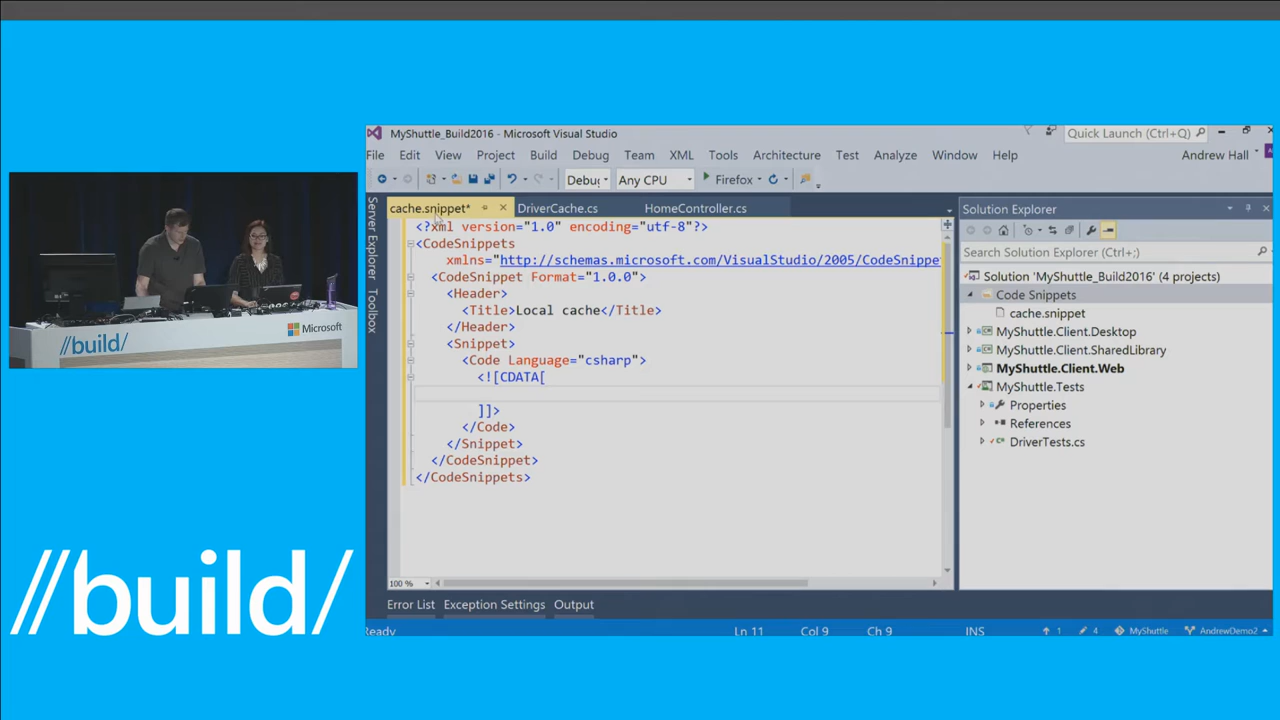 MyShuttle_Build2016 - Microsoft Visual Studio
Quick Launch (Ctrl+Q)
File Edit View Project Build Debug Team XML Tools Architecture Test Analyze Window Help
Andrew Hall
Debug Any CPU Firefox
cache.snippet* DriverCache.cs HomeController.cs
Server Explorer
Toolbox
<?xml version="1.0" encoding="utf-8"?>
<CodeSnippets
xmlns="http://schemas.microsoft.com/VisualStudio/2005/CodeSnippe
<CodeSnippet Format="1.0.0">
<Header>
<Title>Local cache</Title>
</Header>
<Snippet>
<Code Language="csharp">
<![CDATA[
]]>
</Code>
</Snippet>
</CodeSnippet>
</CodeSnippets>
100 %
Solution Explorer
Search Solution Explorer (Ctrl+;)
Solution 'MyShuttle_Build2016' (4 projects)
Code Snippets
cache.snippet
MyShuttle.Client.Desktop
MyShuttle.Client.SharedLibrary
MyShuttle.Client.Web
MyShuttle.Tests
Properties
References
DriverTests.cs
Error List Exception Settings Output
Ready Ln 11 Col 9 Ch 9 INS 1 4 MyShuttle AndrewDemo2
//build/
Microsoft
//build/